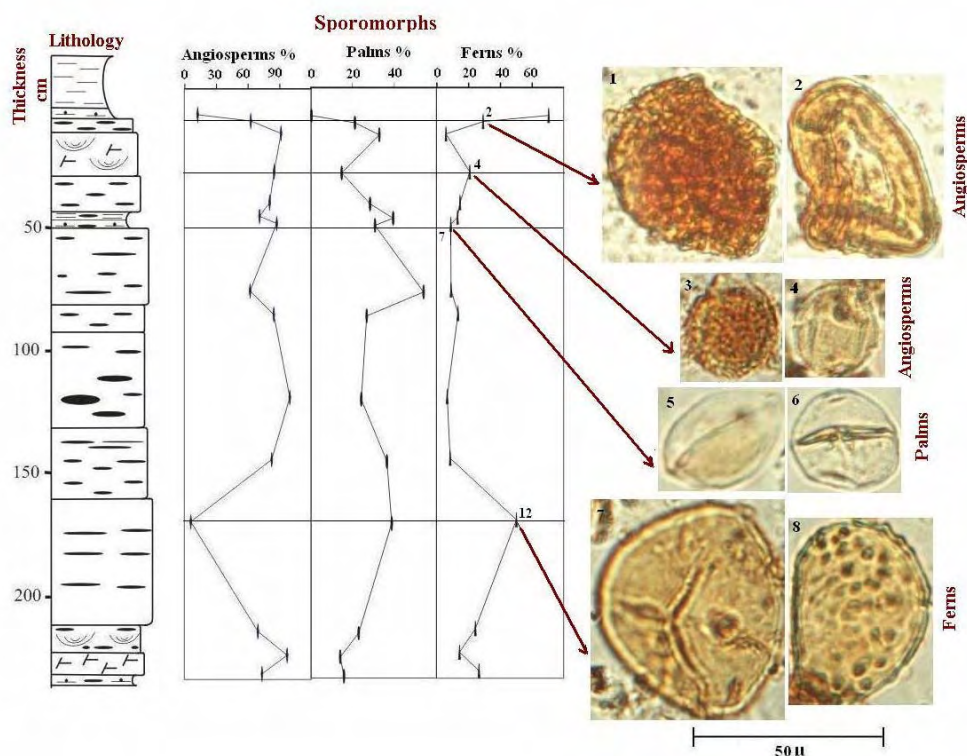 Sporomorphs
Lithology
Angiosperms % Palms % Ferns %
0 30 60 90 0 20 40 0 20 40 60
Thickness cm
50
100
150
200
2
4
7
12
1 2
Angiosperms
3 4
Angiosperms
5 6
Palms
7 8
Ferns
50 µ